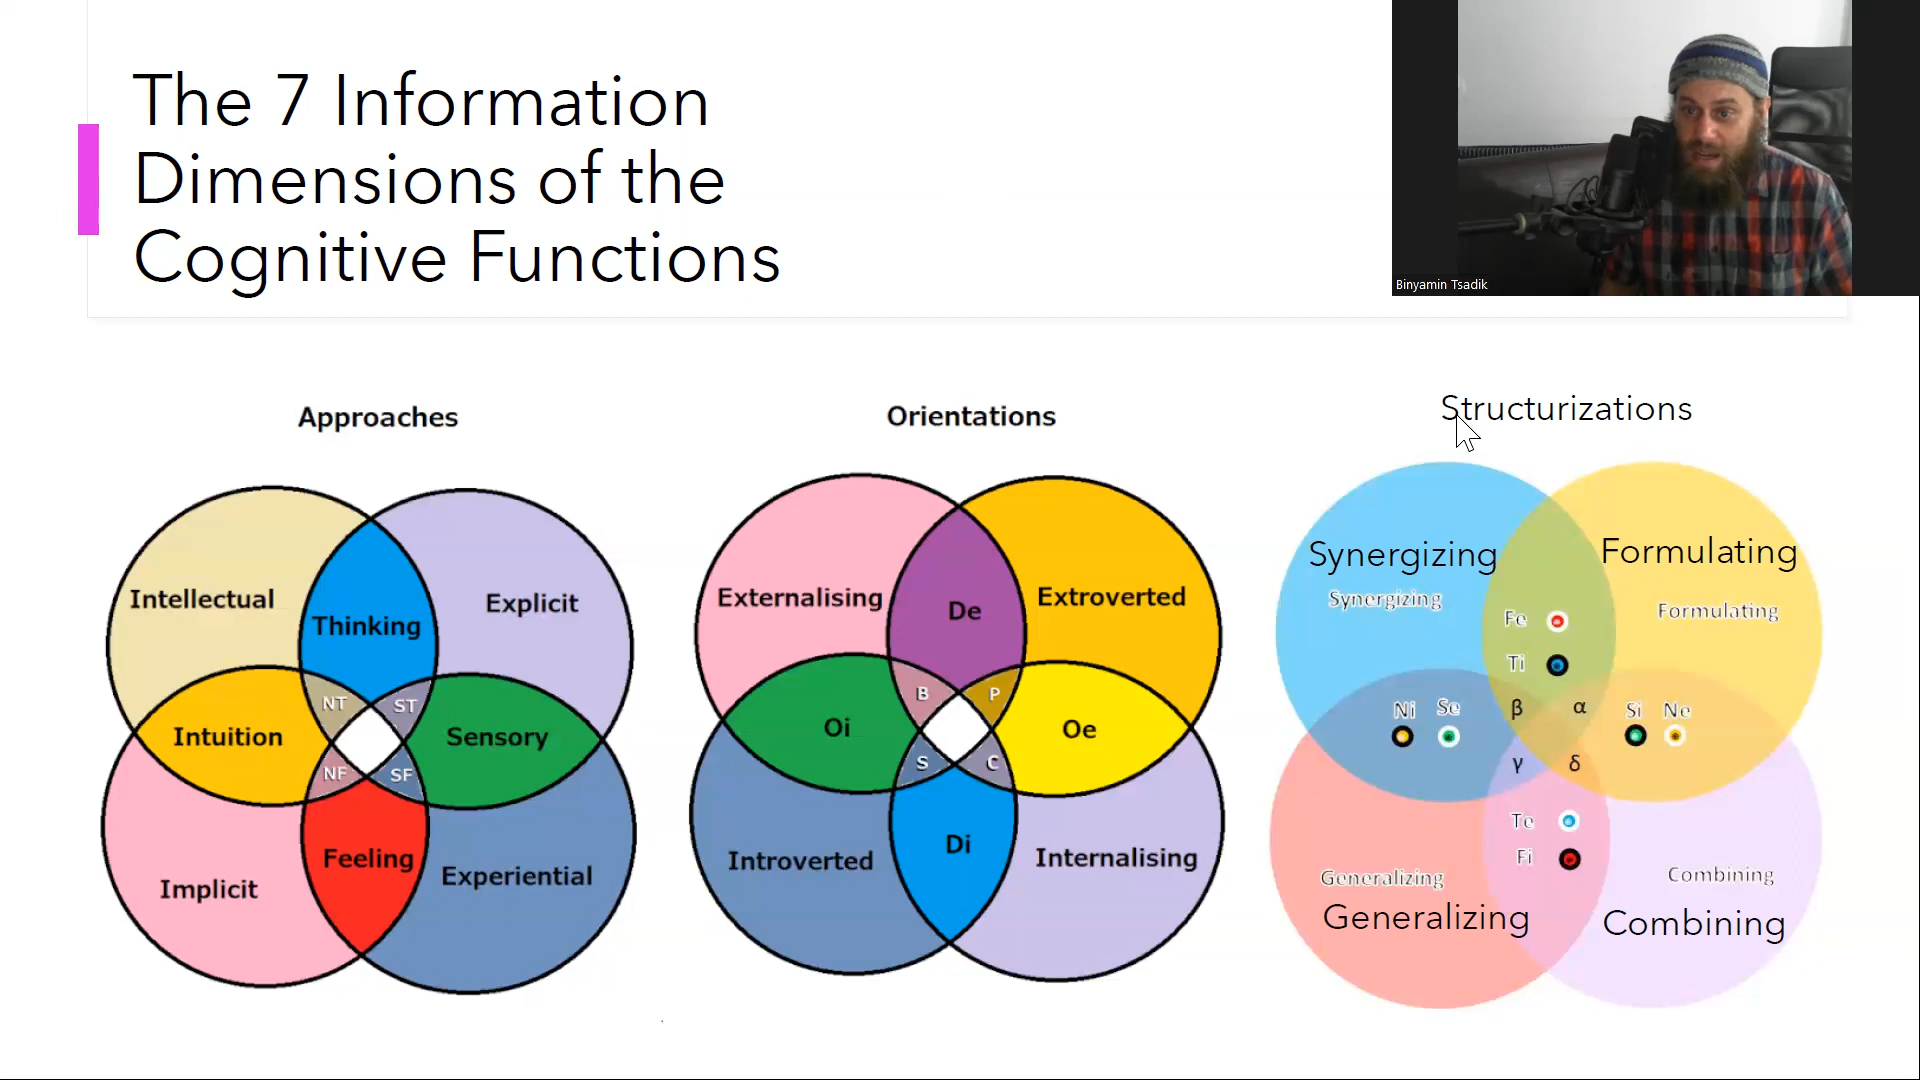 The 7 Information
Dimensions of the
Cognitive Functions
Binyamin Tsadik
Approaches
Intellectual
Thinking
Explicit
NT
ST
Intuition
Sensory
NF
SF
Implicit
Feeling
Experiential
Orientations
Externalising
De
Extroverted
B
P
Oi
Oe
S
C
Introverted
Di
Internalising
Structurizations
Synergizing
Formulating
Synergizing
Formulating
Fe
Ti
Ni
Se
β
α
Si
Ne
γ
δ
Te
Fi
Generalizing
Combining
Generalizing
Combining